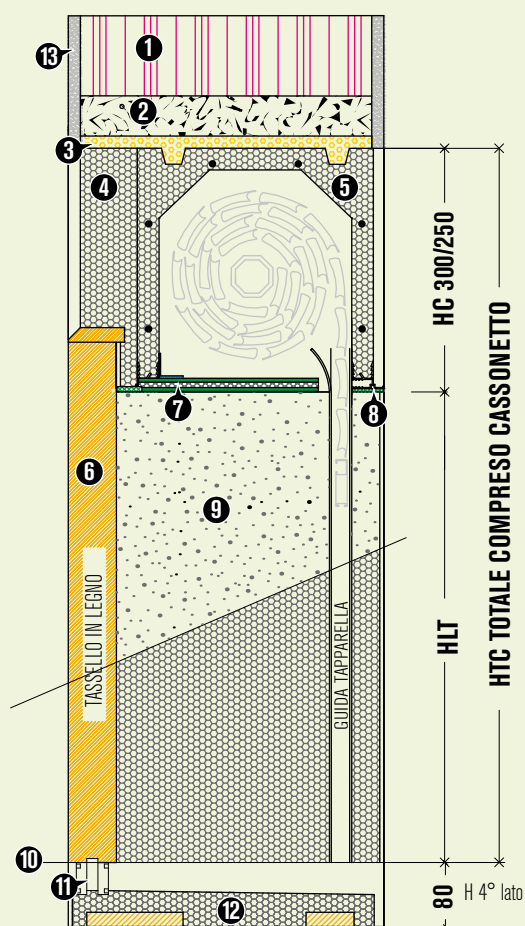 1
13
2
3
4
5
HC 300/250
HTC TOTALE COMPRESO CASSONETTO
7
8
6
9
TASSELLO IN LEGNO
GUIDA TAPPARELLA
HLT
10
11
12
80
H 4° lato